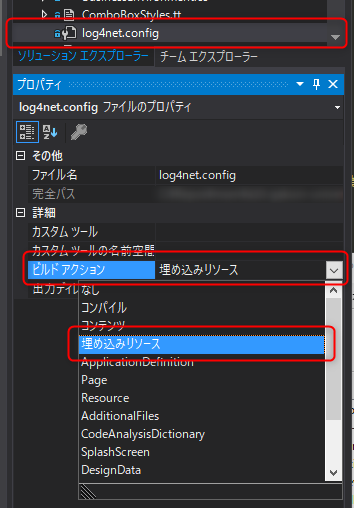 ComboBoxStyles.tt
log4net.config
ソリューション エクスプローラー チーム エクスプローラー
プロパティ
log4net.config ファイルのプロパティ
その他
ファイル名 log4net.config
完全パス
詳細
カスタム ツール
カスタム ツールの名前空間
ビルド アクション 埋め込みリソース
出力ディレ
なし
コンパイル
コンテンツ
埋め込みリソース
ApplicationDefinition
Page
Resource
AdditionalFiles
CodeAnalysisDictionary
SplashScreen
DesignData